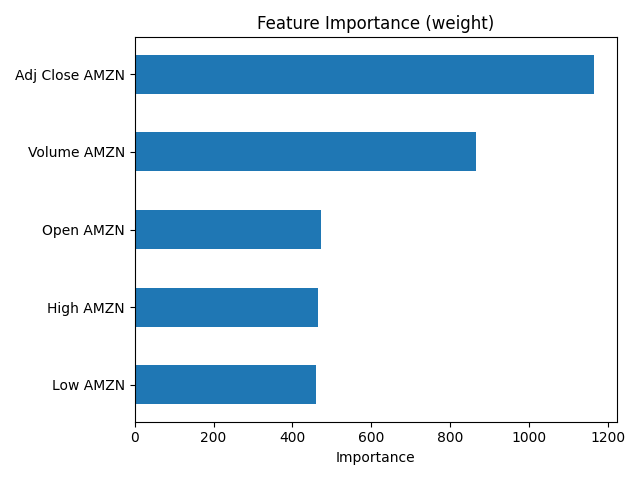 Feature Importance (weight)
Adj Close AMZN
Volume AMZN
Open AMZN
High AMZN
Low AMZN
0 200 400 600 800 1000 1200
Importance